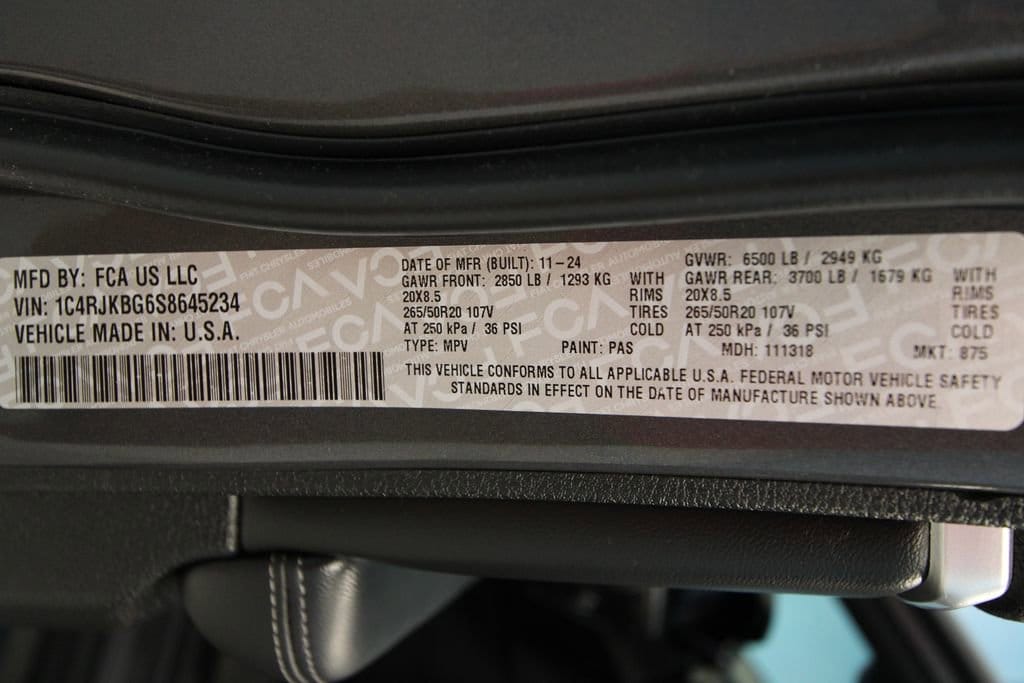 MFD BY: FCA US LLC
VIN: 1C4RJKBG6S8645234
VEHICLE MADE IN: U.S.A.
DATE OF MFR (BUILT): 11-24
GAWR FRONT: 2850 LB / 1293 KG WITH
20X8.5 RIMS
265/50R20 107V TIRES
AT 250 kPa / 36 PSI COLD
GVWR: 6500 LB / 2949 KG
GAWR REAR: 3700 LB / 1679 KG WITH
20X8.5 RIMS
265/50R20 107V TIRES
AT 250 kPa / 36 PSI COLD
TYPE: MPV PAINT: PAS MDH: 111318 MKT: 875
THIS VEHICLE CONFORMS TO ALL APPLICABLE U.S.A. FEDERAL MOTOR VEHICLE SAFETY
STANDARDS IN EFFECT ON THE DATE OF MANUFACTURE SHOWN ABOVE.